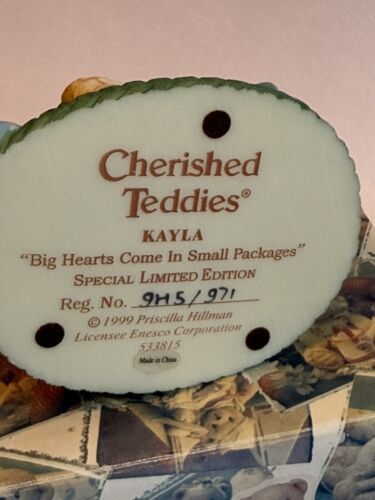 Cherished
Teddies®
KAYLA
"Big Hearts Come In Small Packages"
SPECIAL LIMITED EDITION
Reg. No. 9H5/971
© 1999 Priscilla Hillman
Licensee Enesco Corporation
533815
Made in China